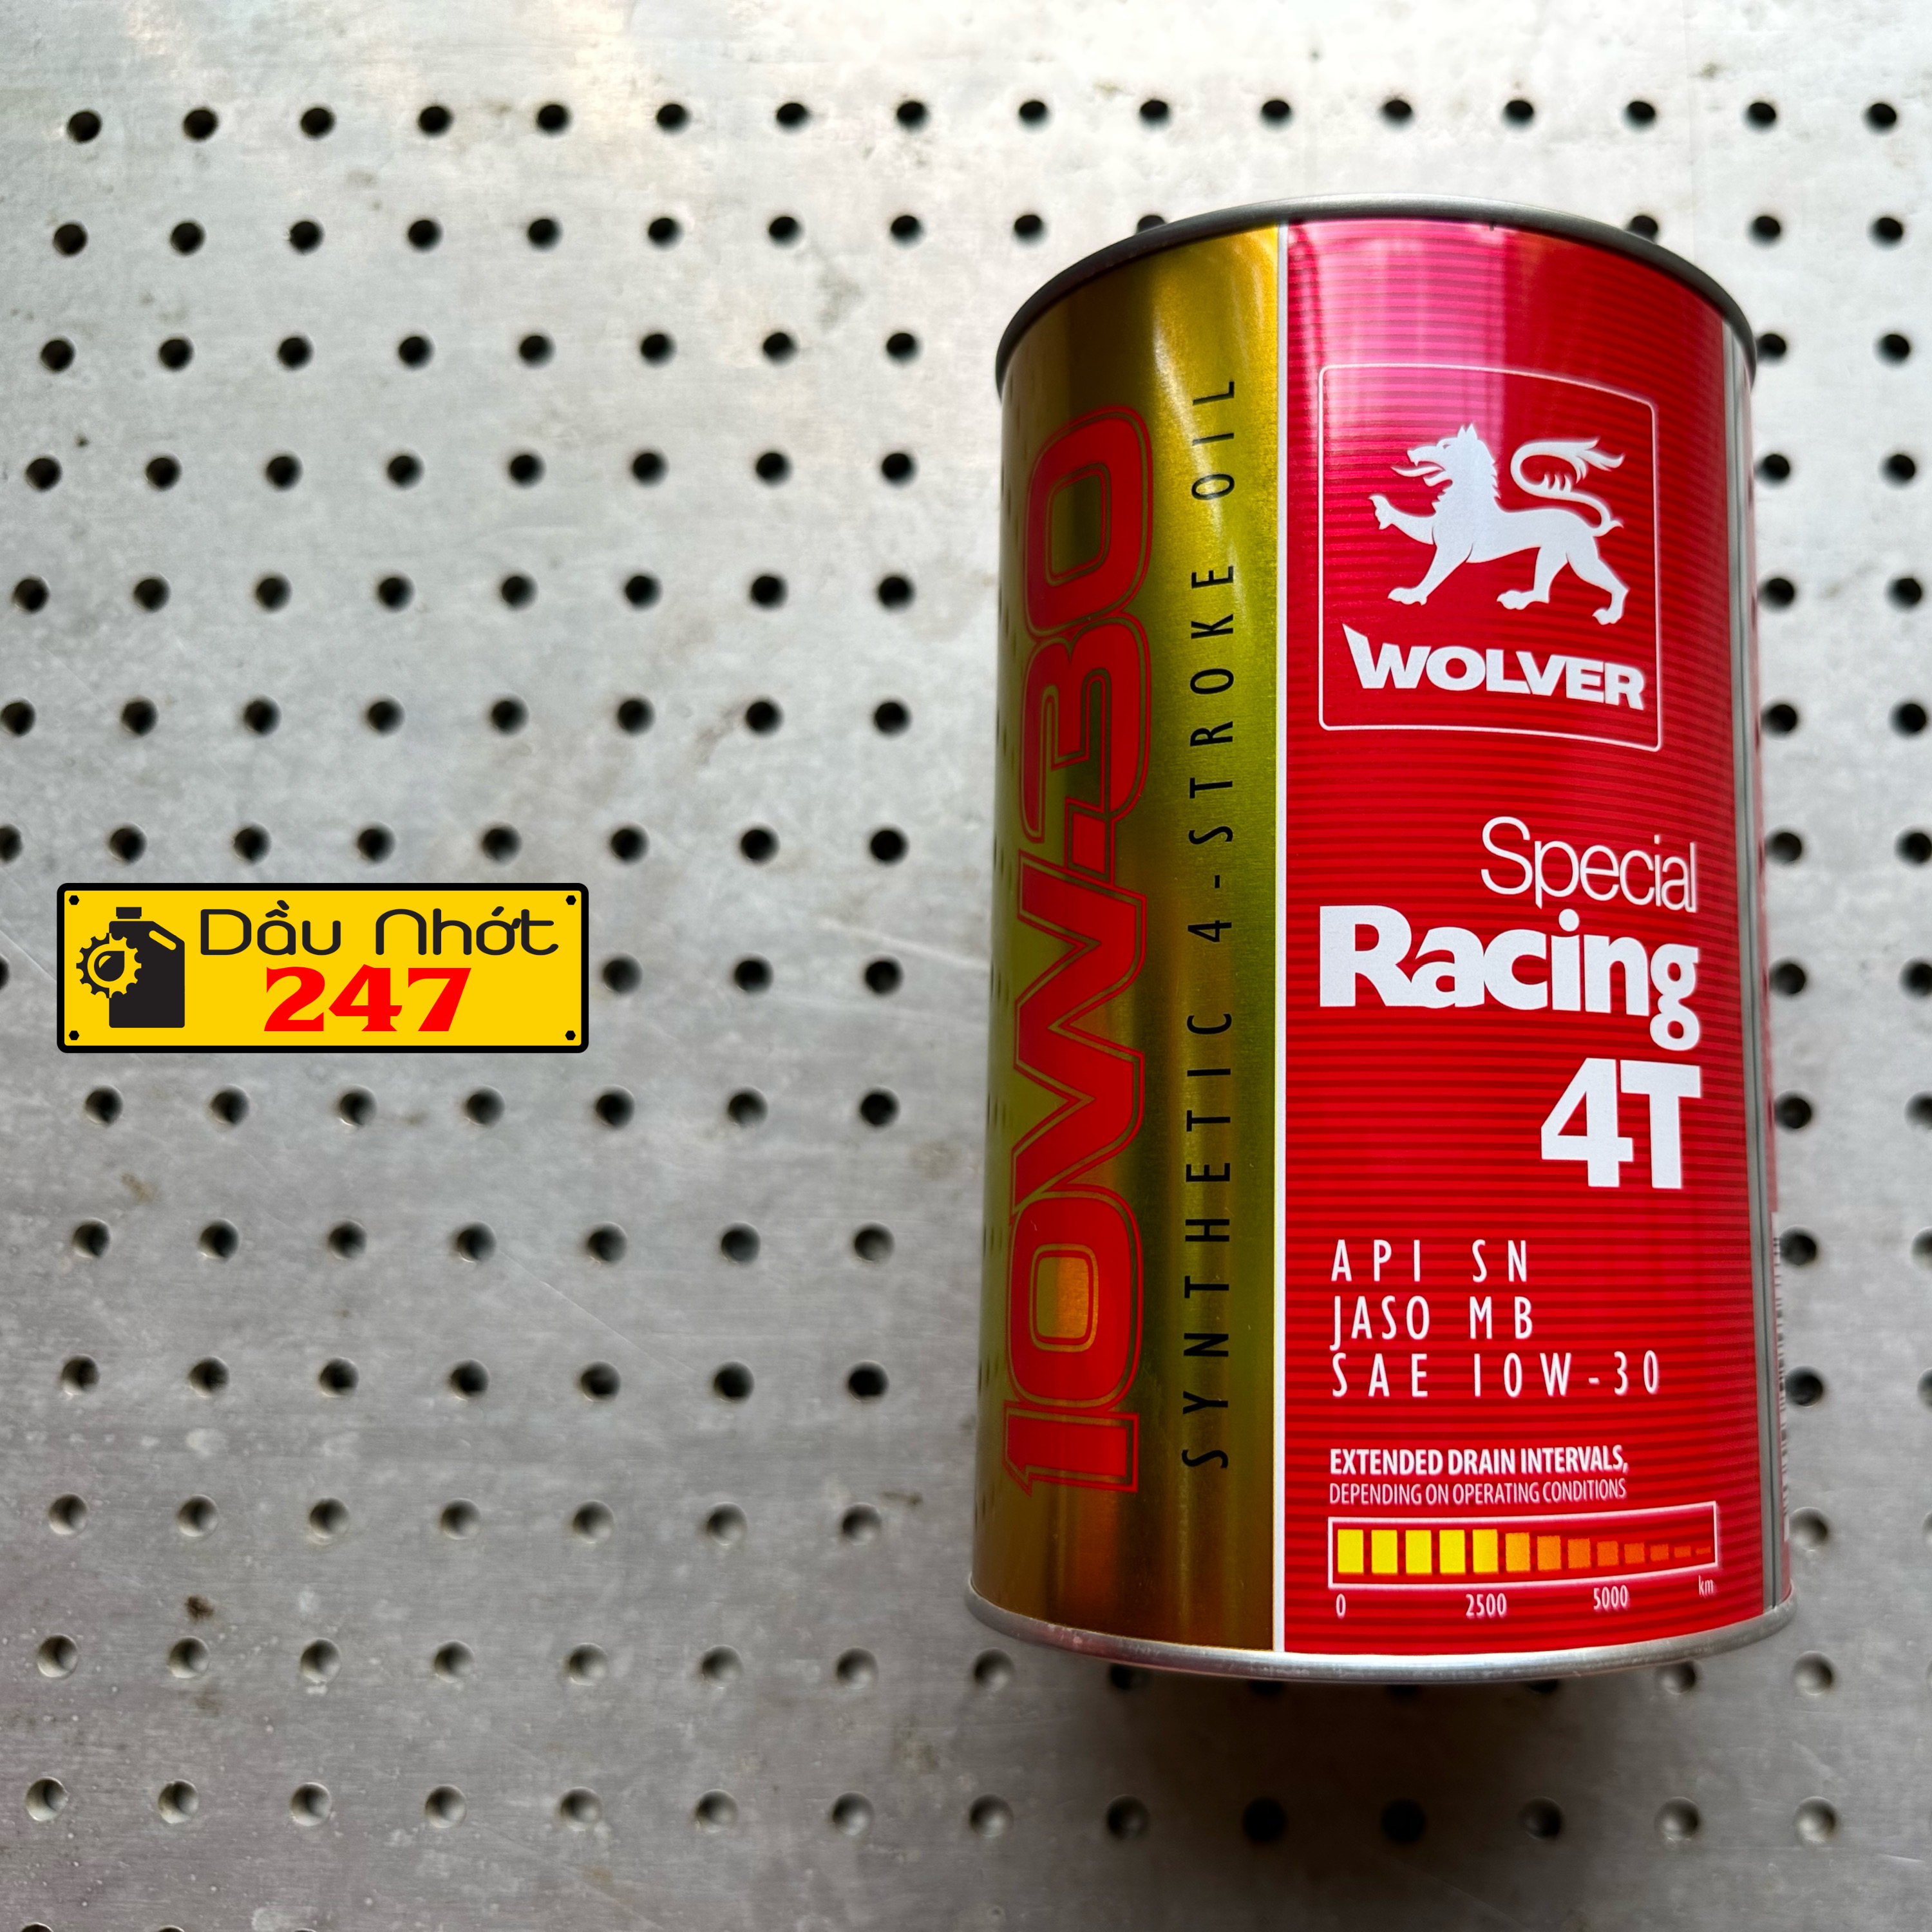 Dầu Nhớt
247
10W-30
SYNTHETIC 4-STROKE OIL
WOLVER
Special
Racing
4T
API SN
JASO MB
SAE 10W-30
EXTENDED DRAIN INTERVALS,
DEPENDING ON OPERATING CONDITIONS
0 2500 5000 km